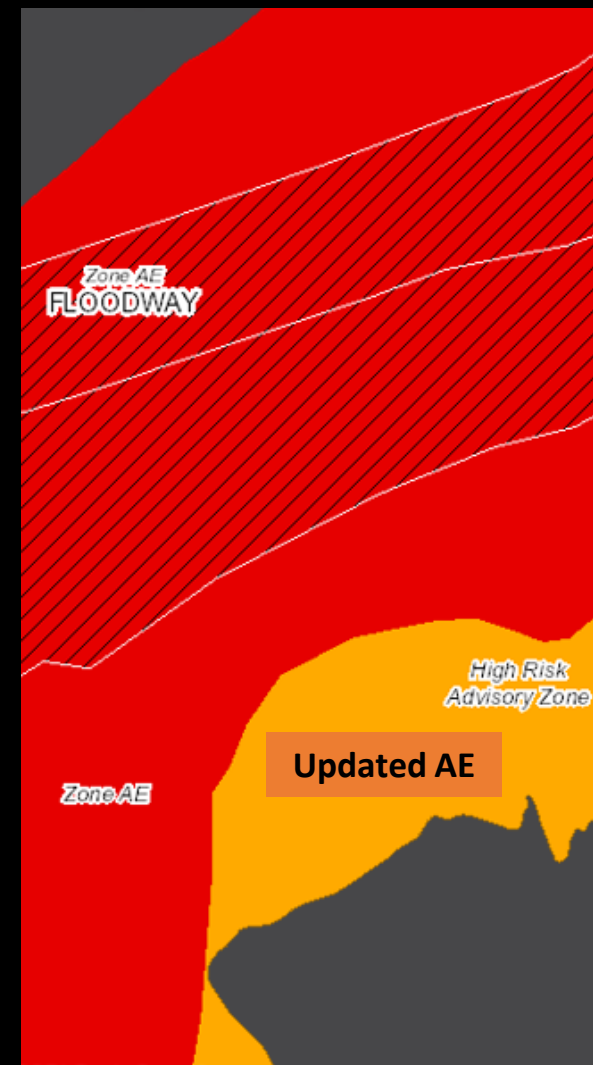 Zone AE
FLOODWAY
High Risk
Advisory Zone
Updated AE
Zone AE